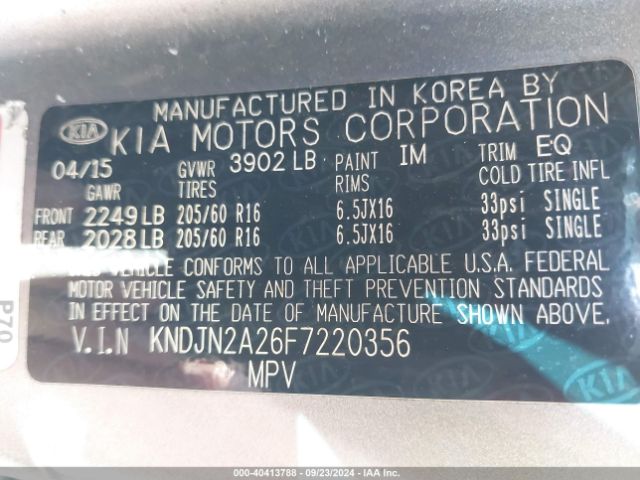 MANUFACTURED IN KOREA BY
KIA KIA MOTORS CORPORATION
04/15 GVWR 3902 LB PAINT IM TRIM EQ
GAWR TIRES RIMS COLD TIRE INFL
FRONT 2249 LB 205/60 R16 6.5JX16 33psi SINGLE
REAR 2028 LB 205/60 R16 6.5JX16 33psi SINGLE
VEHICLE CONFORMS TO ALL APPLICABLE U.S.A. FEDERAL
MOTOR VEHICLE SAFETY AND THEFT PREVENTION STANDARDS
IN EFFECT ON THE DATE OF MANUFACTURE SHOWN ABOVE.
V.I.N KNDJN2A26F7220356
MPV
P70
000-40413788 - 09/23/2024 - IAAI.COM